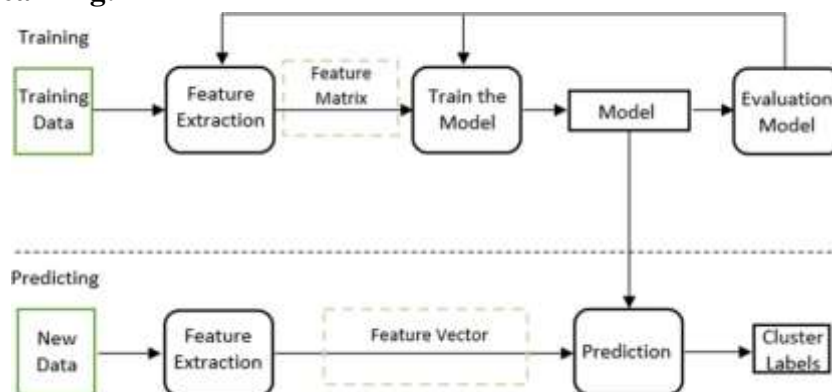 Training
Training
Data
Feature
Extraction
Feature
Matrix
Train the
Model
Model
Evaluation
Model
Predicting
New
Data
Feature
Extraction
Feature Vector
Prediction
Cluster
Labels